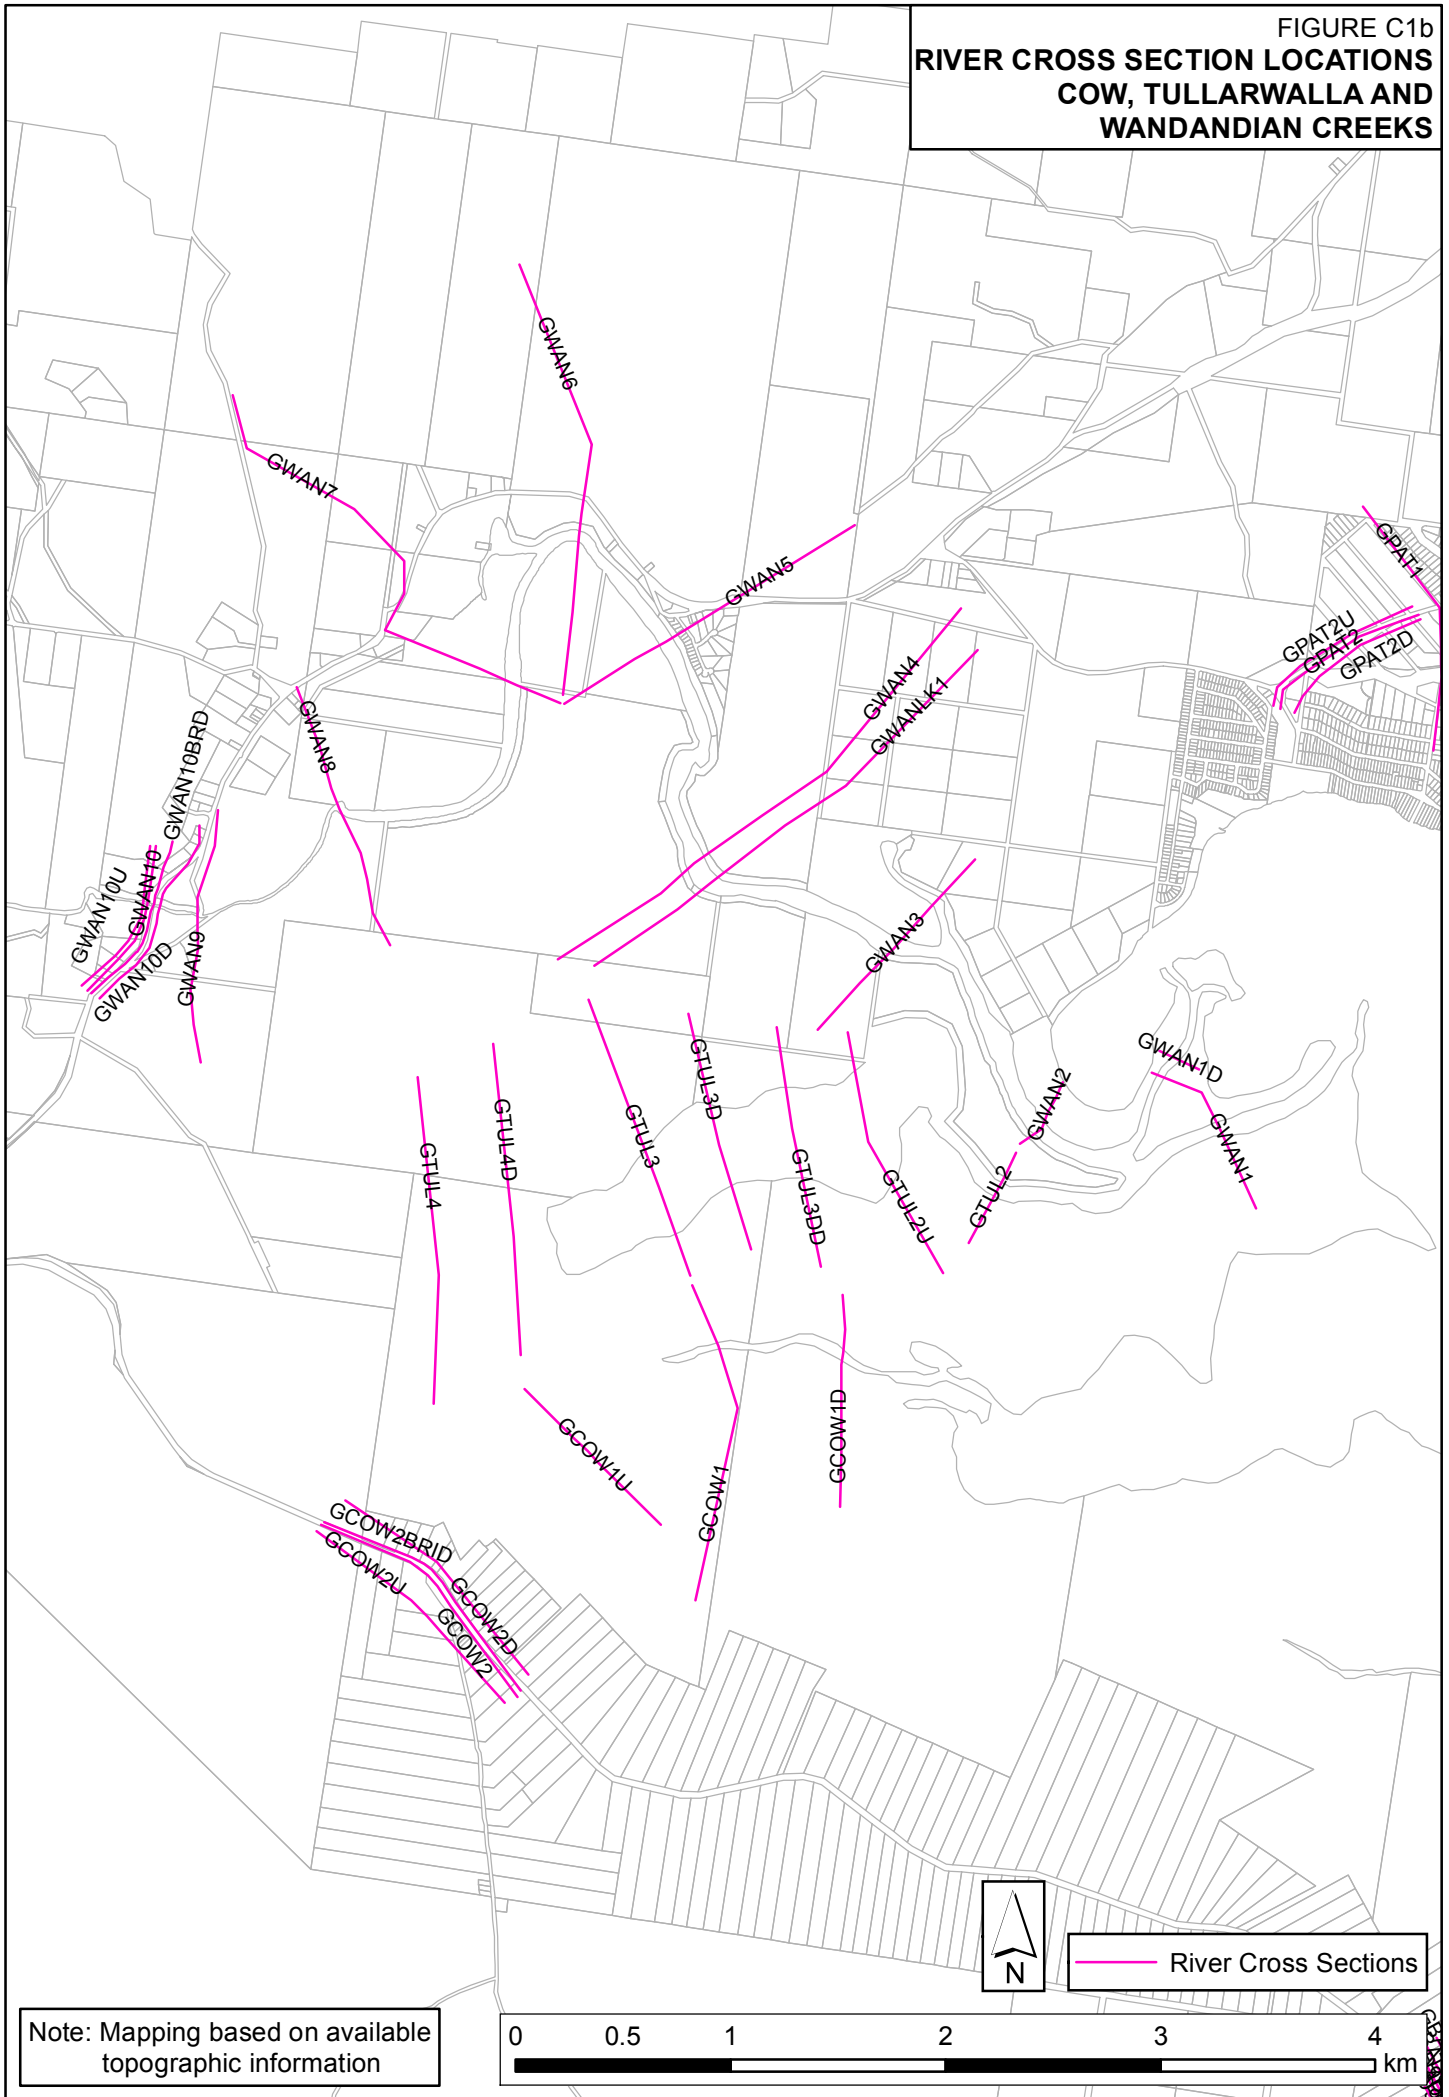 FIGURE C1b
RIVER CROSS SECTION LOCATIONS
COW, TULLARWALLA AND
WANDANDIAN CREEKS
GWAN6
GWAN7
GPAT1
GWAN5
GPAT2U
GPAT2
GPAT2D
GWAN4
GWANLK1
GWAN8
GWAN10BRD
GWAN10U
GWAN10
GWAN10D
GWAN9
GWAN3
GWAN1D
GWAN2
GWAN1
GTUL3D
GTUL3
GTUL4D
GTUL4
GTUL3DD
GTUL2U
GTUL2
GCOW1D
GCOW1U
GCOW1
GCOW2BRID
GCOW2U
GCOW2D
GCOW2
N
River Cross Sections
Note: Mapping based on available
topographic information
0 0.5 1 2 3 4
km